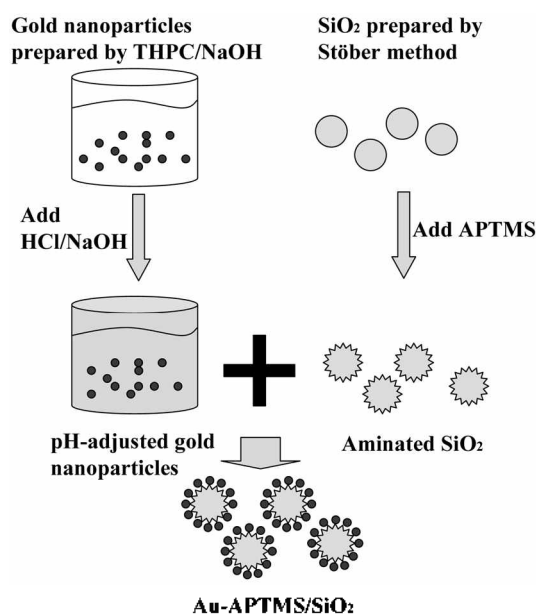 Gold nanoparticles
prepared by THPC/NaOH
SiO₂ prepared by
Stöber method
Add
HCl/NaOH
Add APTMS
pH-adjusted gold
nanoparticles
Aminated SiO₂
Au-APTMS/SiO₂